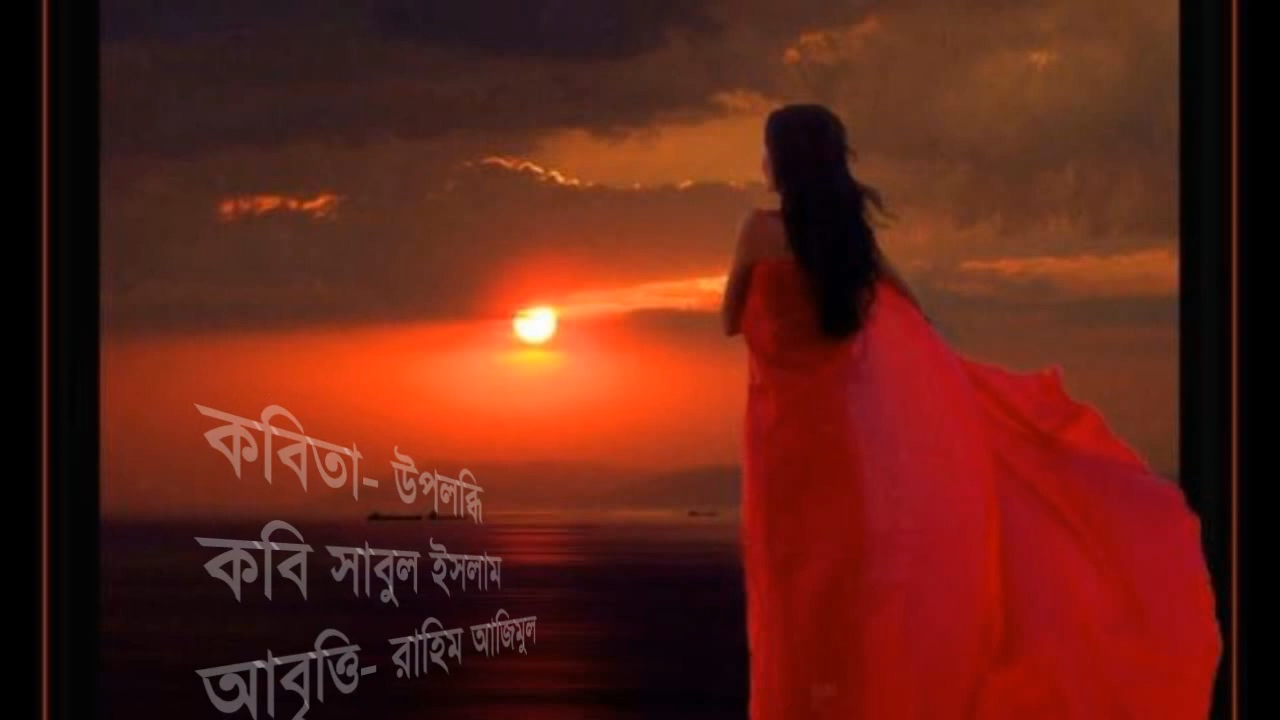 কবিতা- উপলব্ধি
কবি সাবুল ইসলাম
আবৃত্তি- রাহিম আজিমুল